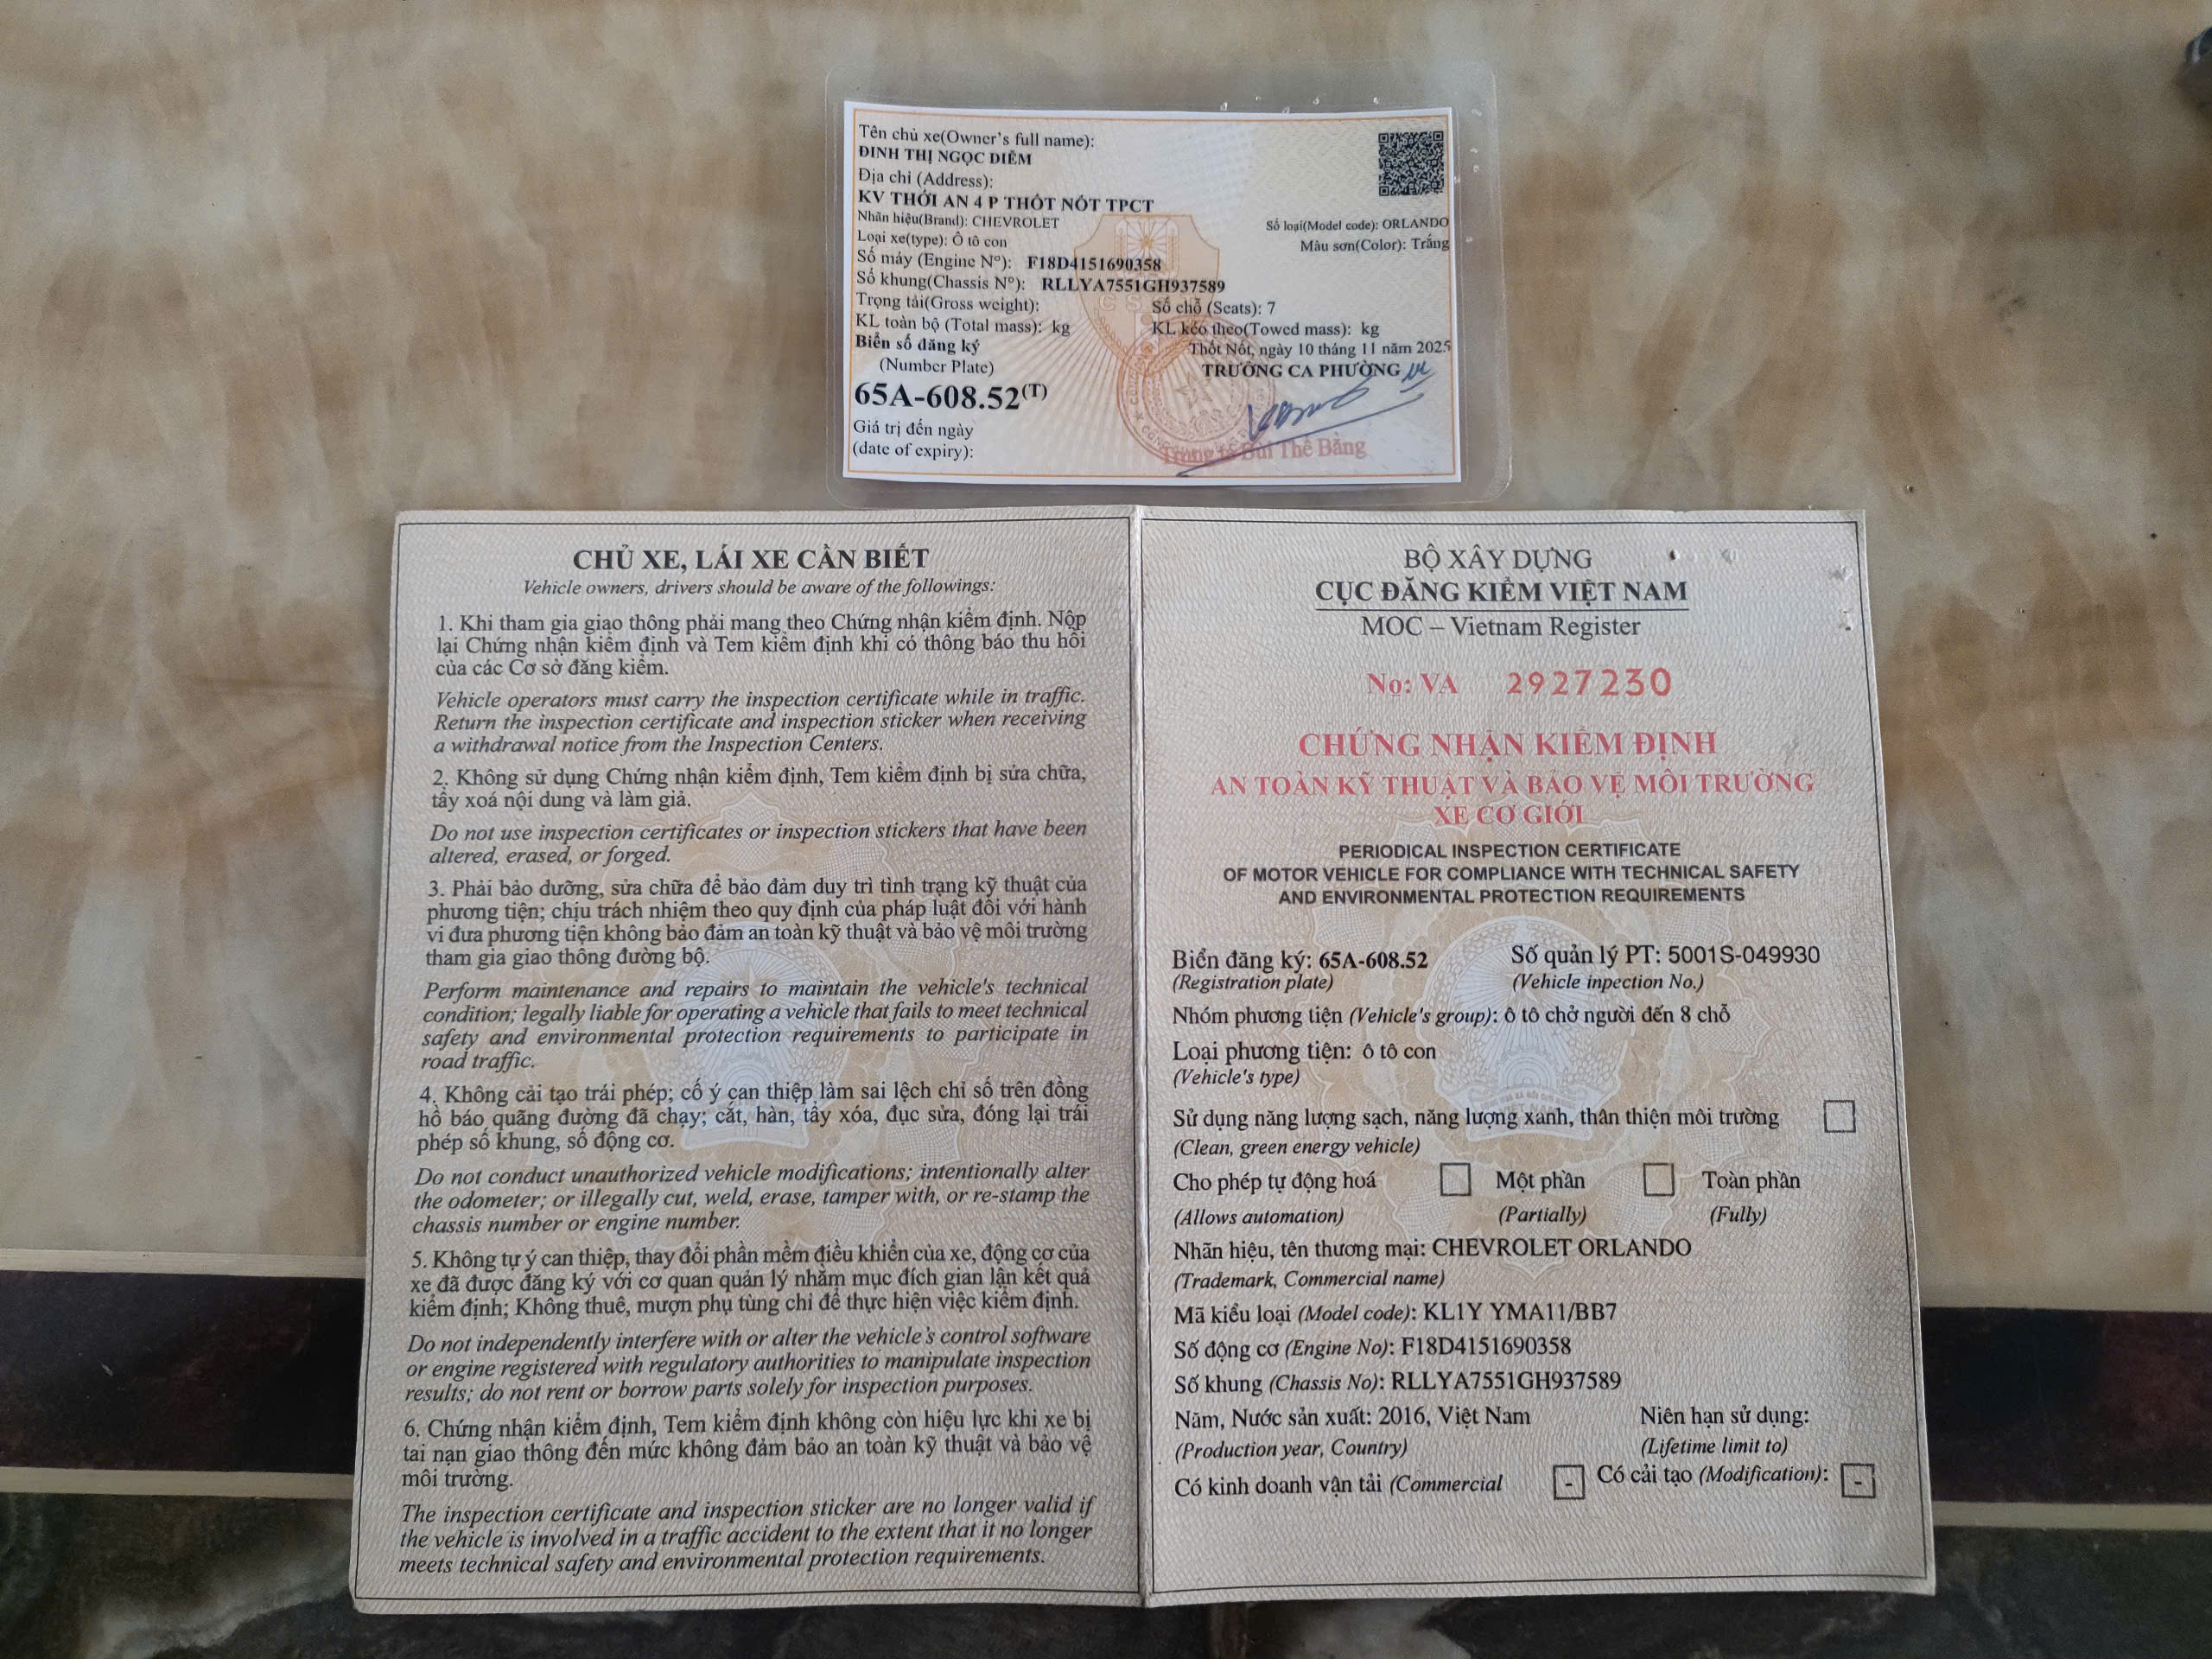 Tên chủ xe(Owner's full name):
ĐINH THỊ NGỌC DIỄM
Địa chỉ (Address):
KV THỚI AN 4 P THỐT NỐT TPCT
Nhãn hiệu(Brand): CHEVROLET
Số loại(Model code): ORLANDO
Loại xe(type): Ô tô con
Màu sơn(Color): Trắng
Số máy (Engine Nº): F18D4151690358
Số khung(Chassis Nº): RLLYA7551GH937589
Trọng tải(Gross weight):
Số chỗ (Seats): 7
KL toàn bộ (Total mass): kg
KL kéo theo(Towed mass): kg
Biển số đăng ký
(Number Plate)
Thốt Nốt, ngày 10 tháng 11 năm 2025
TRƯỞNG CA PHƯỜNG
65A-608.52(T)
Giá trị đến ngày
(date of expiry):
Bùi Thế Bằng
CHỦ XE, LÁI XE CẦN BIẾT
Vehicle owners, drivers should be aware of the followings:
1. Khi tham gia giao thông phải mang theo Chứng nhận kiểm định. Nộp
lại Chứng nhận kiểm định và Tem kiểm định khi có thông báo thu hồi
của các Cơ sở đăng kiểm.
Vehicle operators must carry the inspection certificate while in traffic.
Return the inspection certificate and inspection sticker when receiving
a withdrawal notice from the Inspection Centers.
2. Không sử dụng Chứng nhận kiểm định, Tem kiểm định bị sửa chữa,
tẩy xoá nội dung và làm giả.
Do not use inspection certificates or inspection stickers that have been
altered, erased, or forged.
3. Phải bảo dưỡng, sửa chữa để bảo đảm duy trì tình trạng kỹ thuật của
phương tiện; chịu trách nhiệm theo quy định của pháp luật đối với hành
vi đưa phương tiện không bảo đảm an toàn kỹ thuật và bảo vệ môi trường
tham gia giao thông đường bộ.
Perform maintenance and repairs to maintain the vehicle's technical
condition; legally liable for operating a vehicle that fails to meet technical
safety and environmental protection requirements to participate in
road traffic.
4. Không cải tạo trái phép; cố ý can thiệp làm sai lệch chỉ số trên đồng
hồ báo quãng đường đã chạy; cắt, hàn, tẩy xóa, đục sửa, đóng lại trái
phép số khung, số động cơ.
Do not conduct unauthorized vehicle modifications; intentionally alter
the odometer; or illegally cut, weld, erase, tamper with, or re-stamp the
chassis number or engine number.
5. Không tự ý can thiệp, thay đổi phần mềm điều khiển của xe, động cơ của
xe đã được đăng ký với cơ quan quản lý nhằm mục đích gian lận kết quả
kiểm định; Không thuê, mượn phụ tùng chỉ để thực hiện việc kiểm định.
Do not independently interfere with or alter the vehicle's control software
or engine registered with regulatory authorities to manipulate inspection
results; do not rent or borrow parts solely for inspection purposes.
6. Chứng nhận kiểm định, Tem kiểm định không còn hiệu lực khi xe bị
tai nạn giao thông đến mức không đảm bảo an toàn kỹ thuật và bảo vệ
môi trường.
The inspection certificate and inspection sticker are no longer valid if
the vehicle is involved in a traffic accident to the extent that it no longer
meets technical safety and environmental protection requirements.
BỘ XÂY DỰNG
CỤC ĐĂNG KIỂM VIỆT NAM
MOC – Vietnam Register
No: VA 2927230
CHỨNG NHẬN KIỂM ĐỊNH
AN TOÀN KỸ THUẬT VÀ BẢO VỆ MÔI TRƯỜNG
XE CƠ GIỚI
PERIODICAL INSPECTION CERTIFICATE
OF MOTOR VEHICLE FOR COMPLIANCE WITH TECHNICAL SAFETY
AND ENVIRONMENTAL PROTECTION REQUIREMENTS
Biển đăng ký: 65A-608.52 Số quản lý PT: 5001S-049930
(Registration plate) (Vehicle inpection No.)
Nhóm phương tiện (Vehicle's group): ô tô chở người đến 8 chỗ
Loại phương tiện: ô tô con
(Vehicle's type)
Sử dụng năng lượng sạch, năng lượng xanh, thân thiện môi trường
(Clean, green energy vehicle)
Cho phép tự động hoá Một phần Toàn phần
(Allows automation) (Partially) (Fully)
Nhãn hiệu, tên thương mại: CHEVROLET ORLANDO
(Trademark, Commercial name)
Mã kiểu loại (Model code): KL1Y YMA11/BB7
Số động cơ (Engine No): F18D4151690358
Số khung (Chassis No): RLLYA7551GH937589
Năm, Nước sản xuất: 2016, Việt Nam Niên hạn sử dụng:
(Production year, Country) (Lifetime limit to)
Có kinh doanh vận tải (Commercial - Có cải tạo (Modification): -